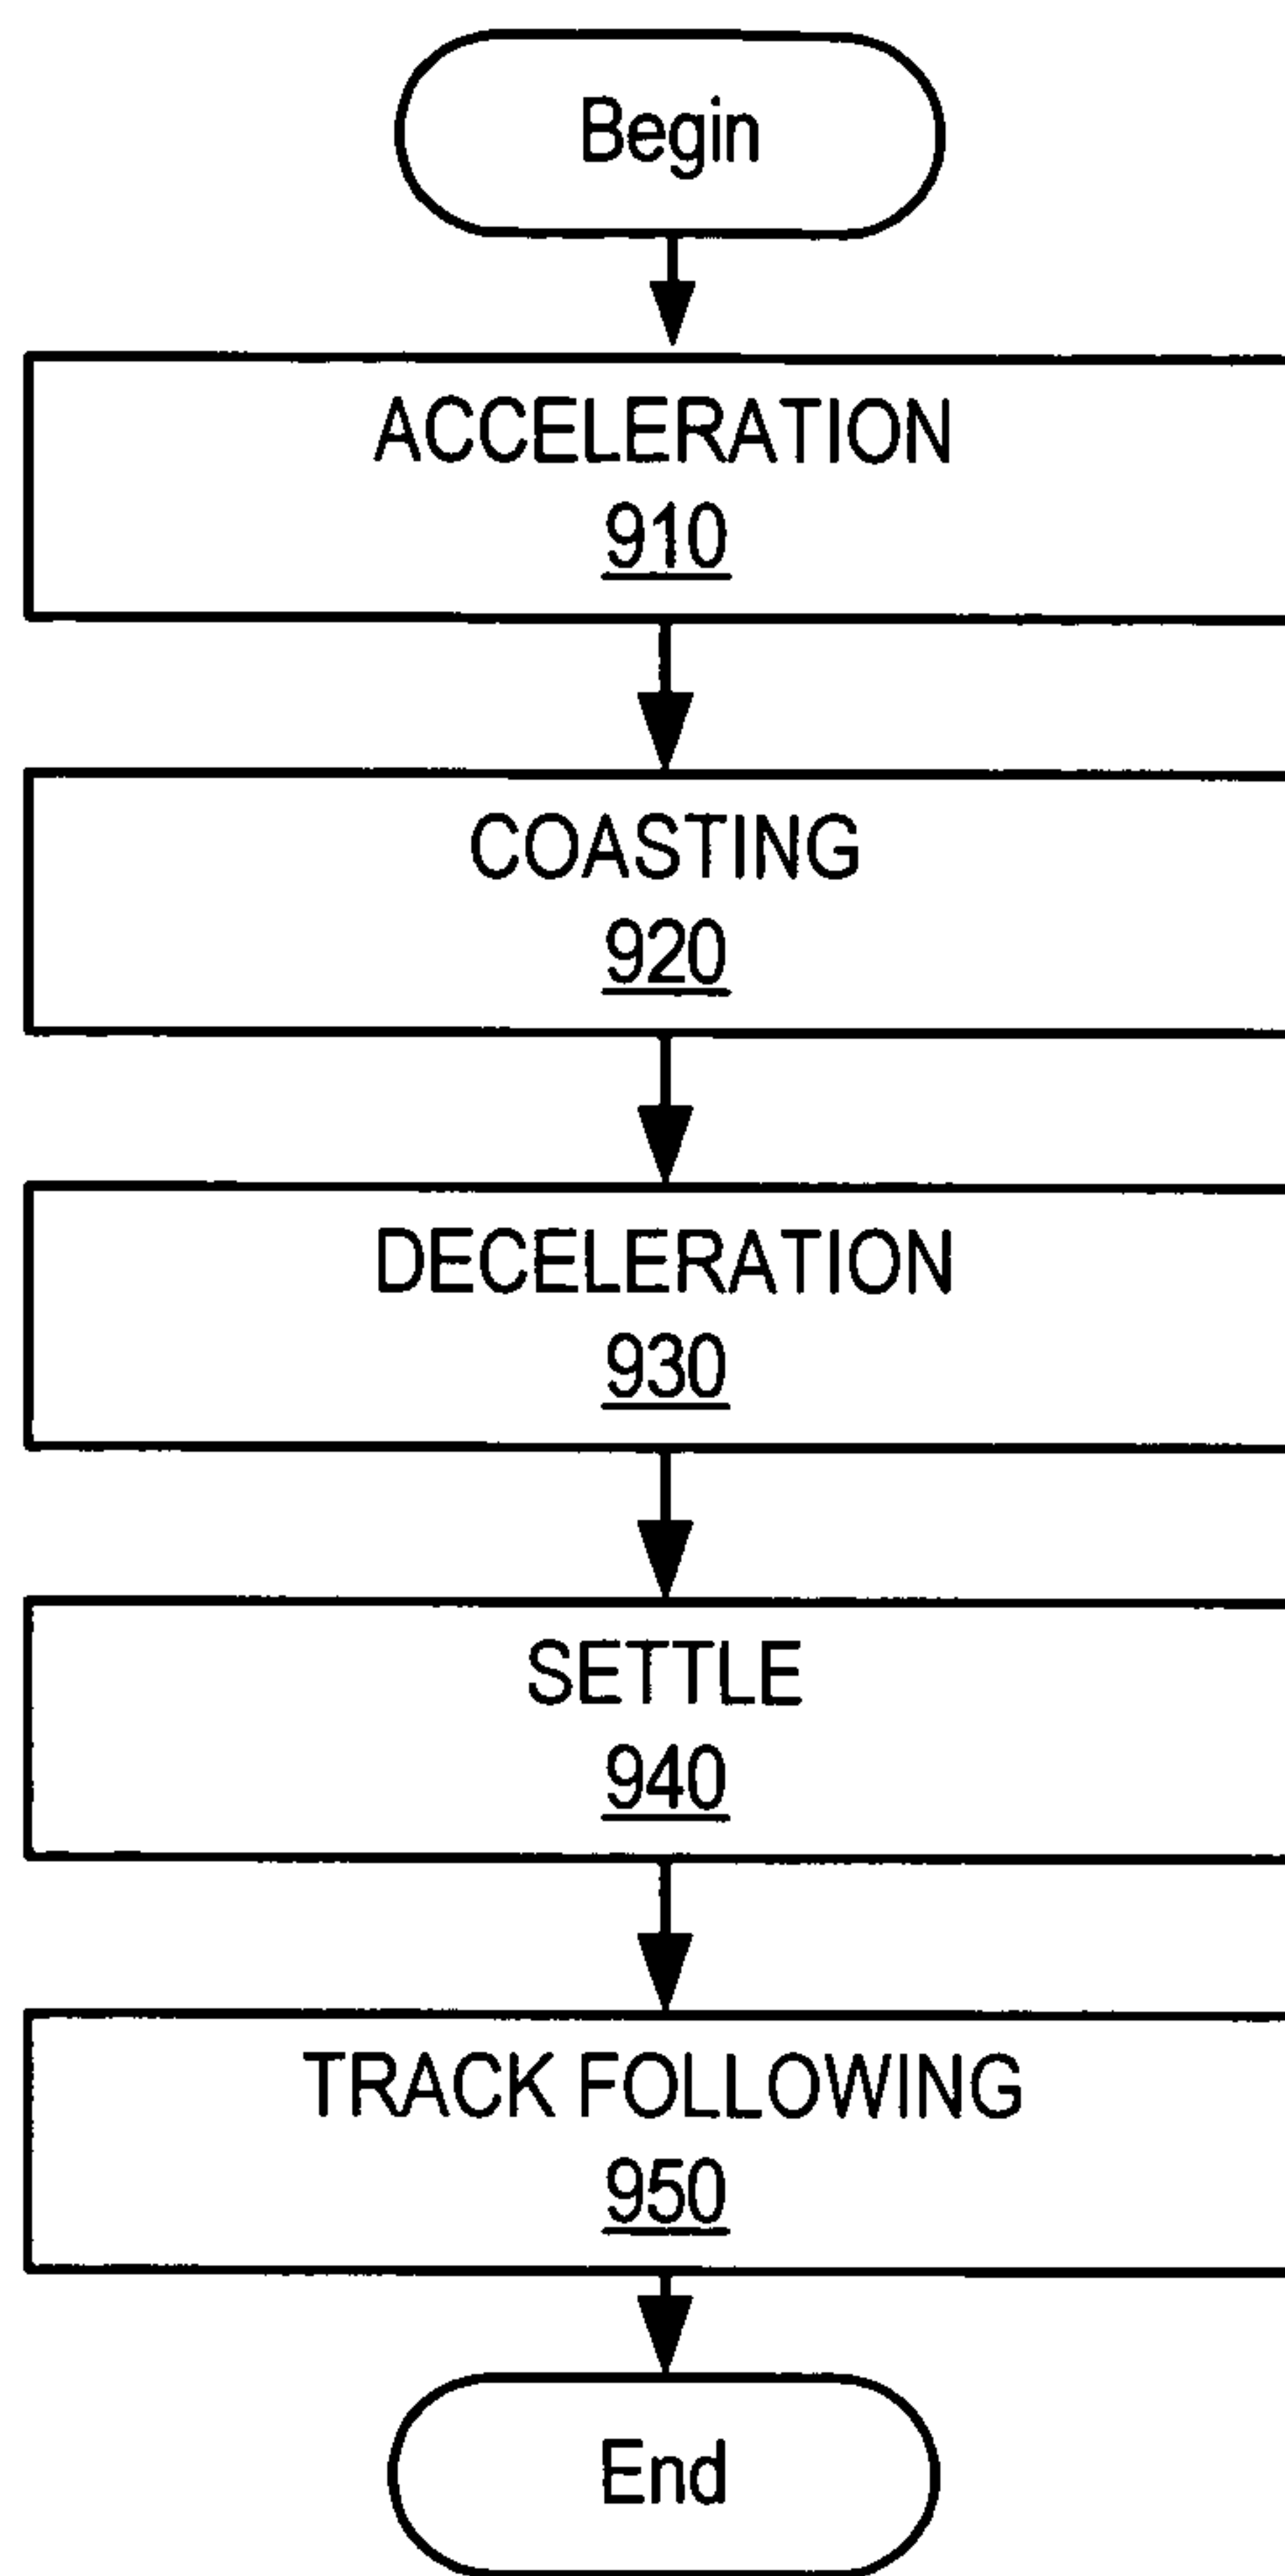 Begin
ACCELERATION
910
COASTING
920
DECELERATION
930
SETTLE
940
TRACK FOLLOWING
950
End